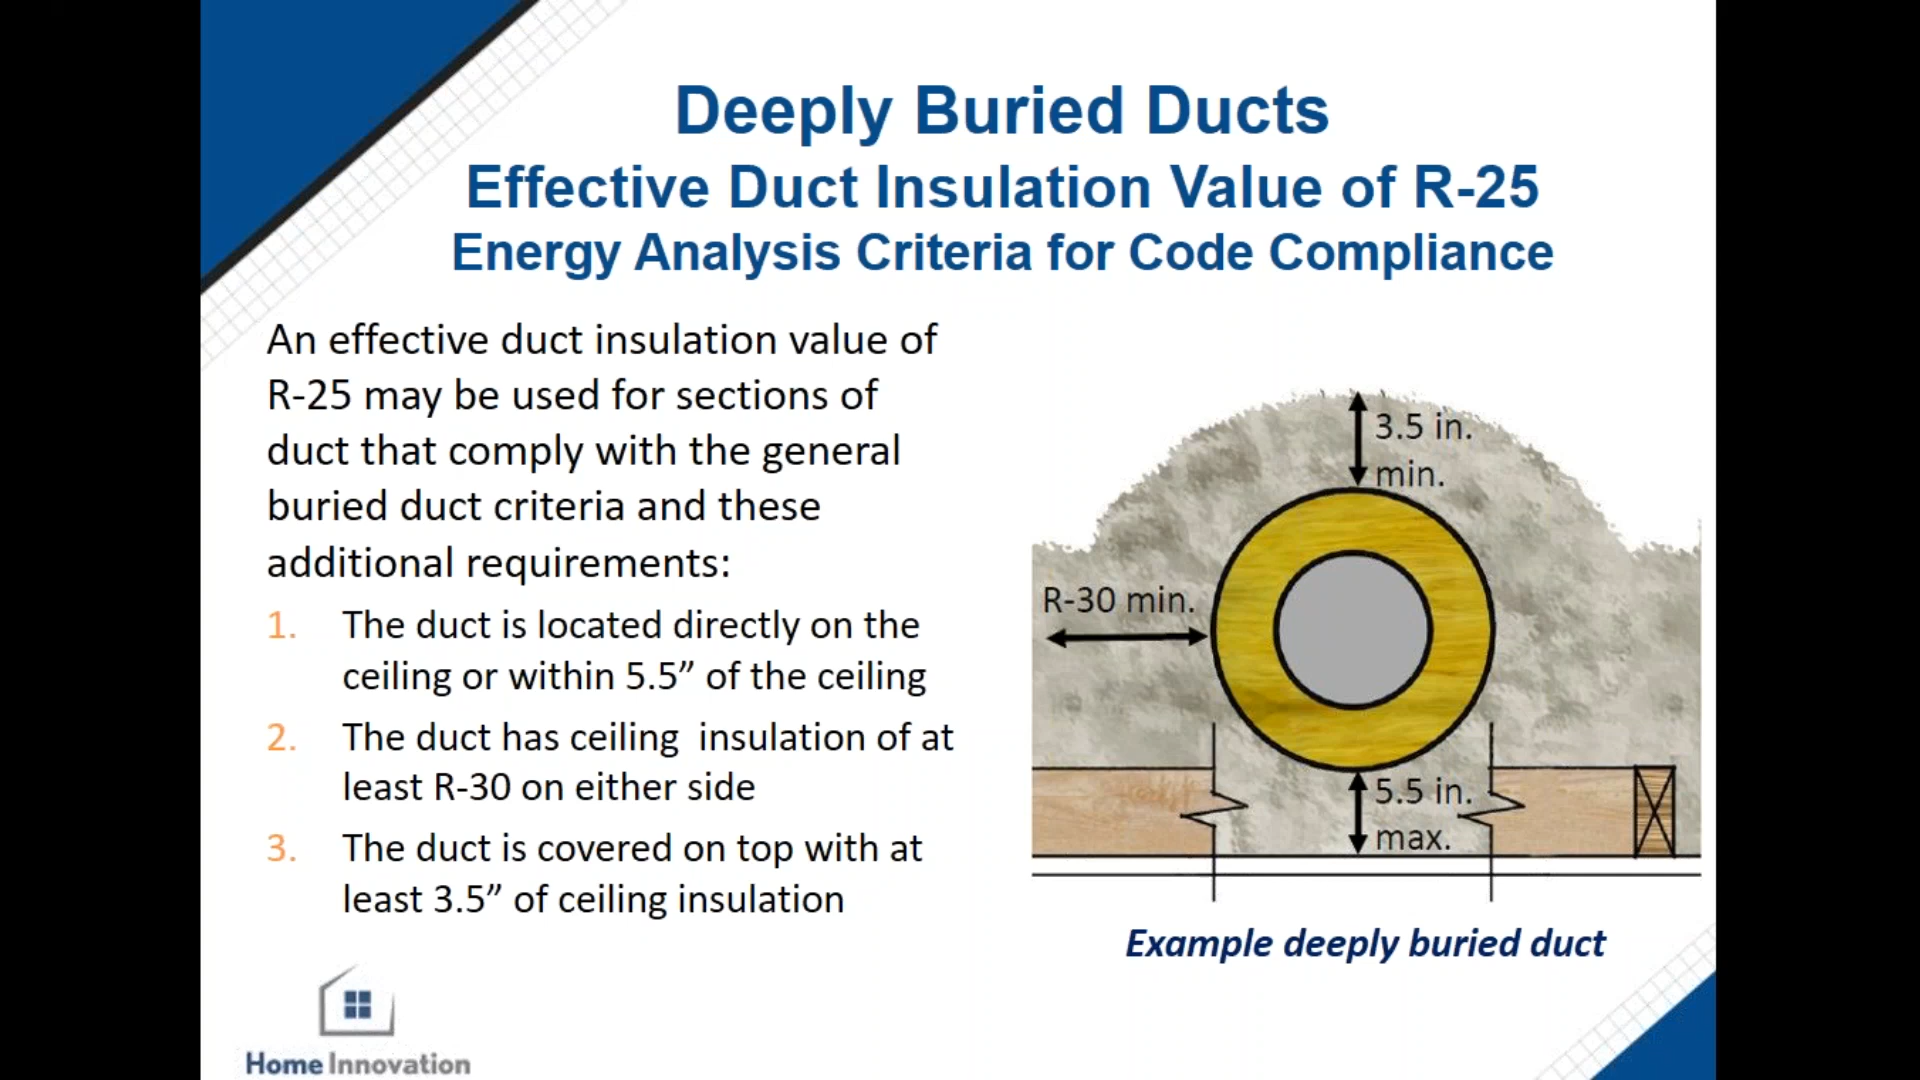 Deeply Buried Ducts
Effective Duct Insulation Value of R-25
Energy Analysis Criteria for Code Compliance
An effective duct insulation value of
R-25 may be used for sections of
duct that comply with the general
buried duct criteria and these
additional requirements:
1. The duct is located directly on the
ceiling or within 5.5” of the ceiling
2. The duct has ceiling  insulation of at
least R-30 on either side
3. The duct is covered on top with at
least 3.5” of ceiling insulation
3.5 in.
min.
R-30 min.
5.5 in.
max.
Example deeply buried duct
Home Innovation